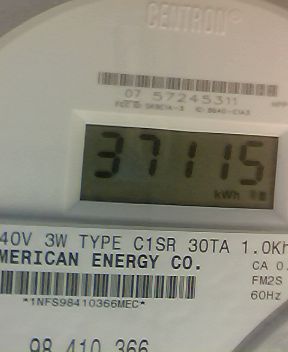 CENTRON®
07 57245311
37115
kWh
40V 3W TYPE C1SR 30TA 1.0Kh
MERICAN ENERGY CO.
CA 0.
FM2S
60Hz
*1NFS98410366MEC*
98 410 366